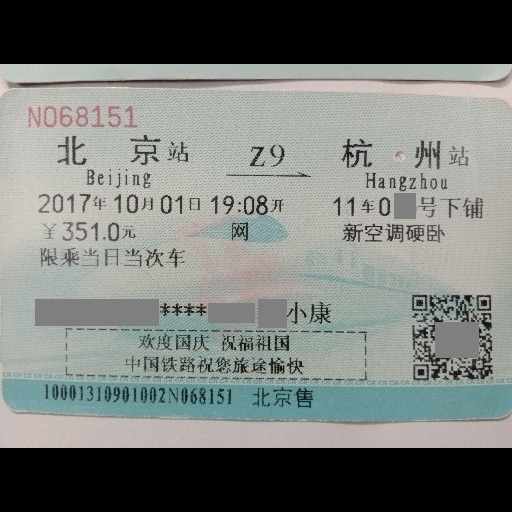 N068151
北京站 Z9 杭州站
Beijing Hangzhou
2017年10月01日 19:08开 11车0 号下铺
￥351.0元 网 新空调硬卧
限乘当日当次车
**** 小康
欢度国庆 祝福祖国
中国铁路祝您旅途愉快
10001310901002N068151 北京售